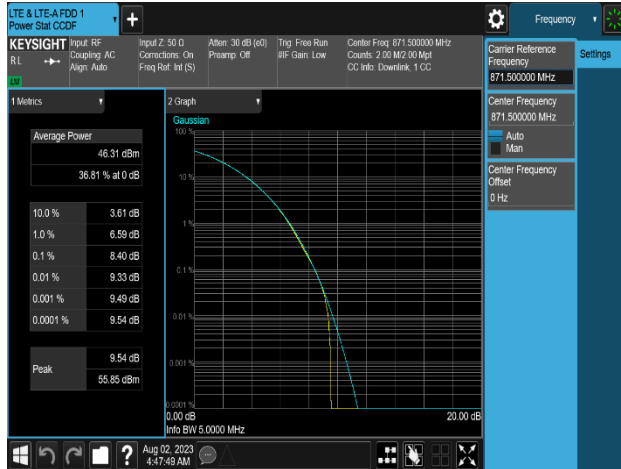 LTE & LTE-A FDD 1
Power Stat CCDF
Frequency
KEYSIGHT
R L
Input: RF
Coupling: AC
Align: Auto
Input Z: 50 Ω
Corrections: On
Freq Ref: Int (S)
Atten: 30 dB (e0)
Preamp: Off
Trig: Free Run
#IF Gain: Low
Center Freq: 871.500000 MHz
Counts: 2.00 M/2.00 Mpt
CC Info: Downlink, 1 CC
1 Metrics
Average Power
46.31 dBm
36.81 % at 0 dB
10.0 % 3.61 dB
1.0 % 6.59 dB
0.1 % 8.40 dB
0.01 % 9.33 dB
0.001 % 9.49 dB
0.0001 % 9.54 dB
Peak
9.54 dB
55.85 dBm
2 Graph
Gaussian
100 %
10 %
1 %
0.1 %
0.01 %
0.001 %
0.0001 %
0.00 dB
20.00 dB
Info BW 5.0000 MHz
Carrier Reference
Frequency
871.500000 MHz
Center Frequency
871.500000 MHz
Auto
Man
Center Frequency
Offset
0 Hz
Settings
?
Aug 02, 2023
4:47:49 AM